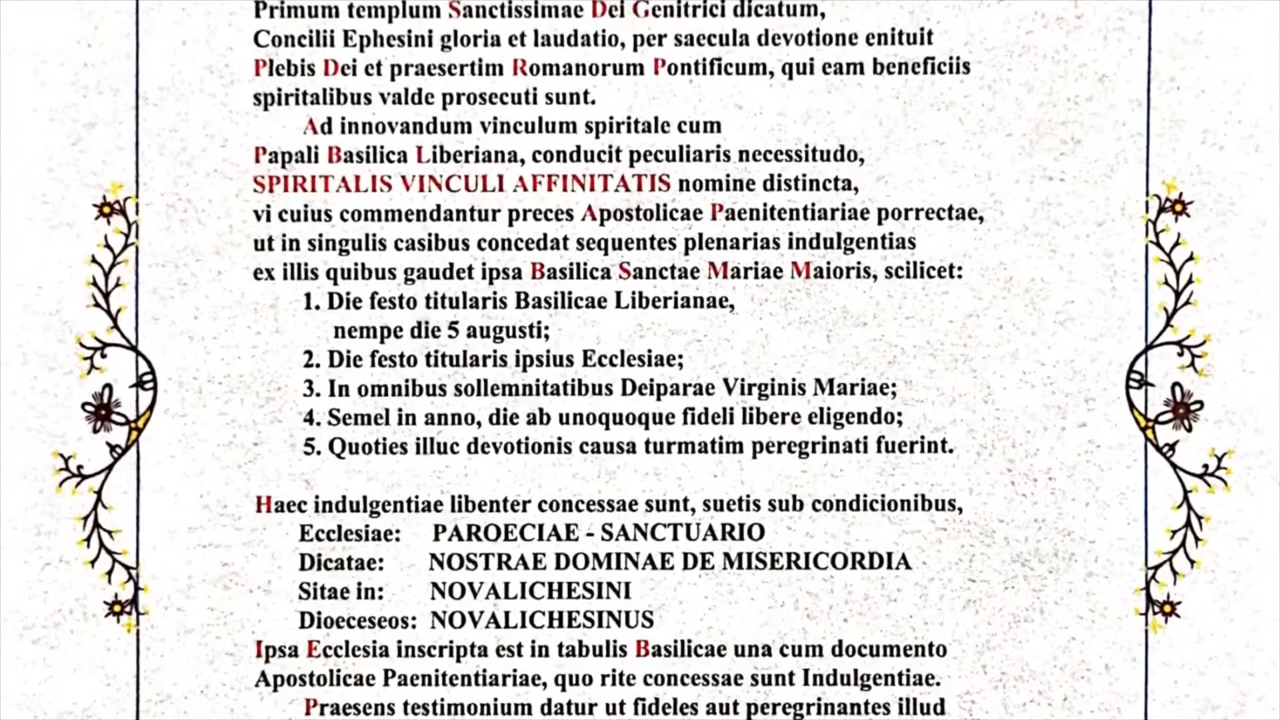 Primum templum Sanctissimae Dei Genitrici dicatum,
Concilii Ephesini gloria et laudatio, per saecula devotione enituit
Plebis Dei et praesertim Romanorum Pontificum, qui eam beneficiis
spiritalibus valde prosecuti sunt.
Ad innovandum vinculum spiritale cum
Papali Basilica Liberiana, conducit peculiaris necessitudo,
SPIRITALIS VINCULI AFFINITATIS nomine distincta,
vi cuius commendantur preces Apostolicae Paenitentiariae porrectae,
ut in singulis casibus concedat sequentes plenarias indulgentias
ex illis quibus gaudet ipsa Basilica Sanctae Mariae Maioris, scilicet:
1. Die festo titularis Basilicae Liberianae,
nempe die 5 augusti;
2. Die festo titularis ipsius Ecclesiae;
3. In omnibus sollemnitatibus Deiparae Virginis Mariae;
4. Semel in anno, die ab unoquoque fideli libere eligendo;
5. Quoties illuc devotionis causa turmatim peregrinati fuerint.
Haec indulgentiae libenter concessae sunt, suetis sub condicionibus,
Ecclesiae: PAROECIAE - SANCTUARIO
Dicatae: NOSTRAE DOMINAE DE MISERICORDIA
Sitae in: NOVALICHESINI
Dioeceseos: NOVALICHESINUS
Ipsa Ecclesia inscripta est in tabulis Basilicae una cum documento
Apostolicae Paenitentiariae, quo rite concessae sunt Indulgentiae.
Praesens testimonium datur ut fideles aut peregrinantes illud